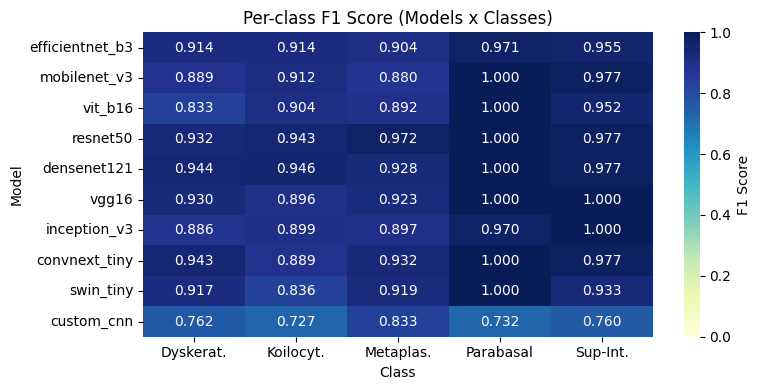 Per-class F1 Score (Models x Classes)
efficientnet_b3 0.914 0.914 0.904 0.971 0.955
mobilenet_v3 0.889 0.912 0.880 1.000 0.977
vit_b16 0.833 0.904 0.892 1.000 0.952
resnet50 0.932 0.943 0.972 1.000 0.977
densenet121 0.944 0.946 0.928 1.000 0.977
vgg16 0.930 0.896 0.923 1.000 1.000
inception_v3 0.886 0.899 0.897 0.970 1.000
convnext_tiny 0.943 0.889 0.932 1.000 0.977
swin_tiny 0.917 0.836 0.919 1.000 0.933
custom_cnn 0.762 0.727 0.833 0.732 0.760
Dyskerat. Koilocyt. Metaplas. Parabasal Sup-Int.
Class
Model
1.0
0.8
0.6
0.4
0.2
0.0
F1 Score